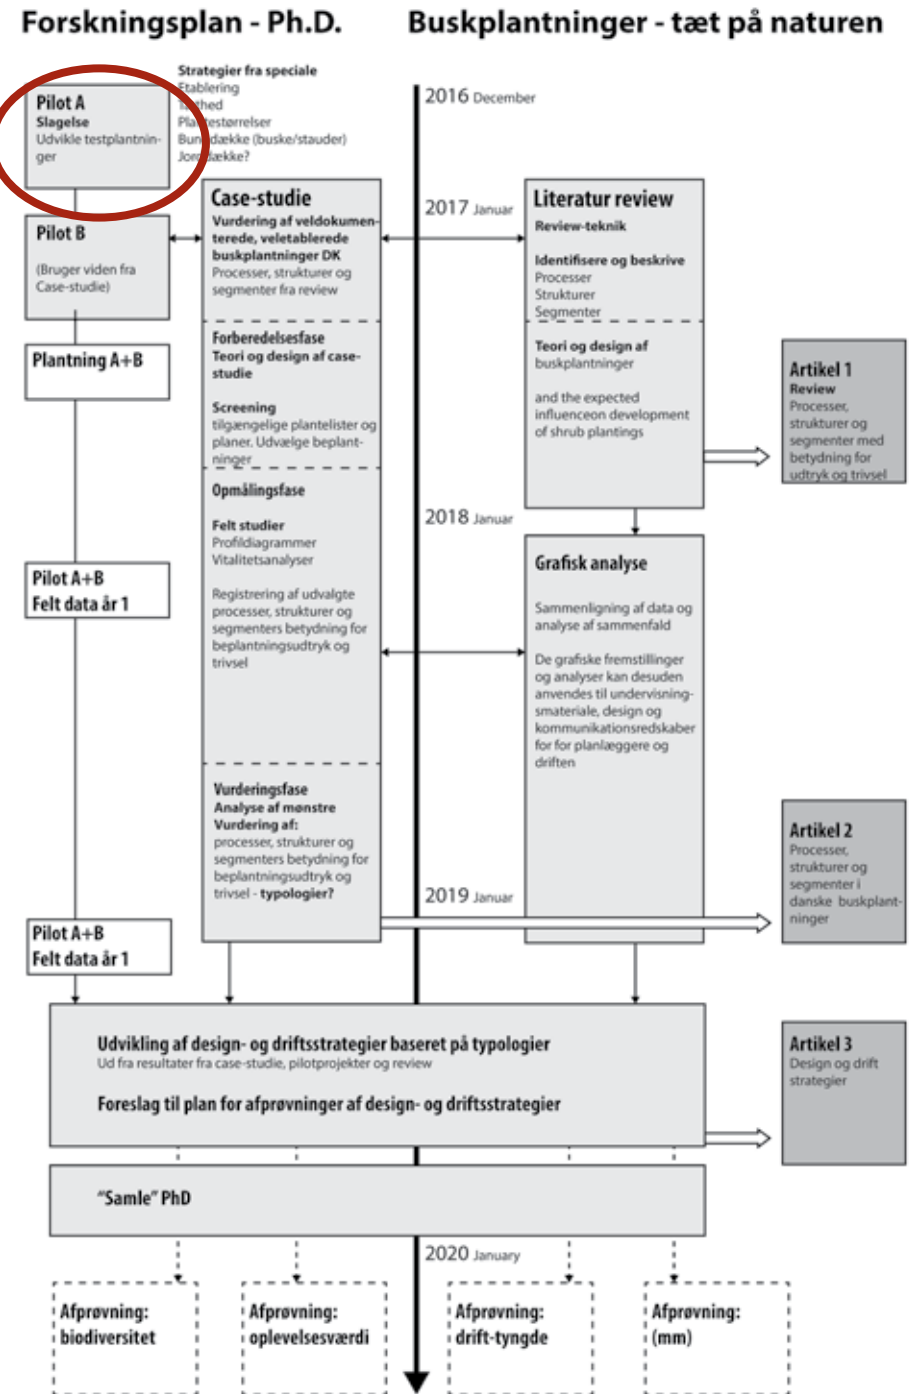 Forskningsplan - Ph.D.
Buskplantninger - tæt på naturen
Pilot A
Slagelse
Udvikle testplantnin-
ger
Strategier fra speciale
Etablering
Plantestørrelser
Bunddække (buske/stauder)
Jorddække?
2016 December
Pilot B
(Bruger viden fra
Case-studie)
Plantning A+B
Pilot A+B
Felt data år 1
Pilot A+B
Felt data år 1
Case-studie
Vurdering af veldokumen-
terede, veletablerede
buskplantninger DK
Processer, strukturer og
segmenter fra review
Forberedelsesfase
Teori og design af case-
studie
Screening
tilgængelige plantelister og
planer. Udvælge beplant-
ninger
Opmålingsfase
Felt studier
Profildiagrammer
Vitalitetsanalyser
Registrering af udvalgte
processer, strukturer og
segmenters betydning for
beplantningsudtryk og
trivsel
Vurderingsfase
Analyse af mønstre
Vurdering af:
processer, strukturer og
segmenters betydning for
beplantningsudtryk og
trivsel - typologier?
2017 Januar
2018 Januar
2019 Januar
Literatur review
Review-teknik
Identifisere og beskrive
Processer
Strukturer
Segmenter
Teori og design af
buskplantninger
and the expected
influenceon development
of shrub plantings
Grafisk analyse
Sammenligning af data og
analyse af sammenfald
De grafiske fremstillinger
og analyser kan desuden
anvendes til undervisning-
smateriale, design og
kommunikationsredskaber
for for planlæggere og
driften
Artikel 1
Review
Processer,
strukturer og
segmenter med
betydning for
udtryk og trivsel
Artikel 2
Processer,
strukturer og
segmenter i
danske buskplant-
ninger
Udvikling af design- og driftsstrategier baseret på typologier
Ud fra resultater fra case-studie, pilotprojekter og review
Foreslag til plan for afprøvninger af design- og driftsstrategier
Artikel 3
Design og drift
strategier
"Samle" PhD
2020 January
Afprøvning:
biodiversitet
Afprøvning:
oplevelsesværdi
Afprøvning:
drift-tyngde
Afprøvning:
(mm)